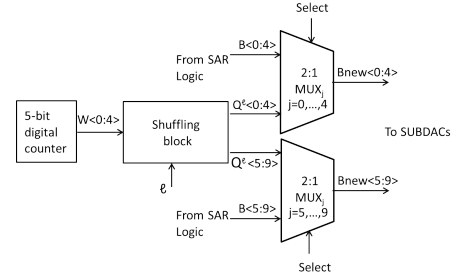 Select
B<0:4>
From SAR
Logic
2:1
MUXj
j=0,...,4
Bnew<0:4>
5-bit
digital
counter
W<0:4>
Shuffling
block
Qℓ<0:4>
To SUBDACs
Qℓ<5:9>
ℓ
2:1
MUXj
j=5,...,9
Bnew<5:9>
From SAR
Logic
B<5:9>
Select